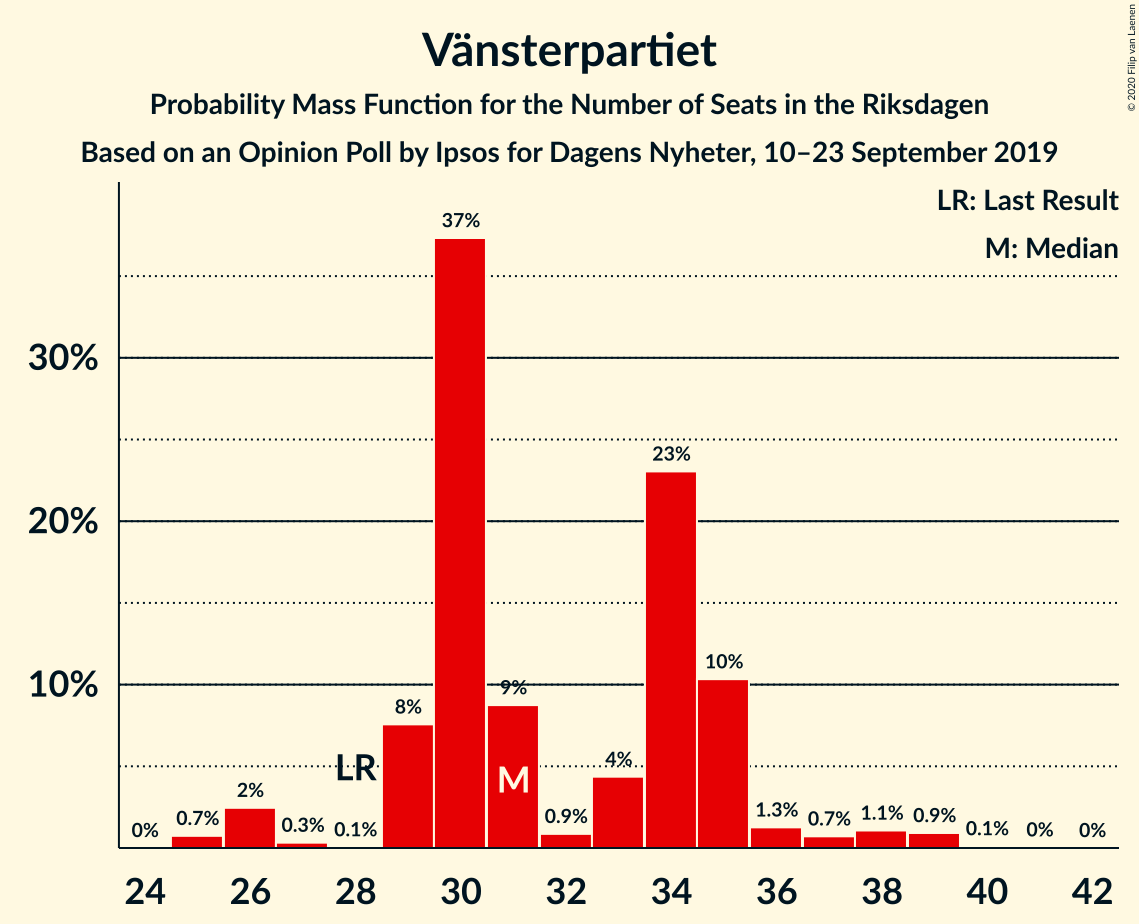 Vänsterpartiet
Probability Mass Function for the Number of Seats in the Riksdagen
Based on an Opinion Poll by Ipsos for Dagens Nyheter, 10–23 September 2019
© 2020 Filip van Laenen
LR: Last Result
M: Median
37%
30%
23%
20%
10%
10%
9%
8%
LR
M
4%
2%
0%
0.7%
0.3%
0.1%
0.9%
1.3%
0.7%
1.1%
0.9%
0.1%
0%
0%
24 26 28 30 32 34 36 38 40 42